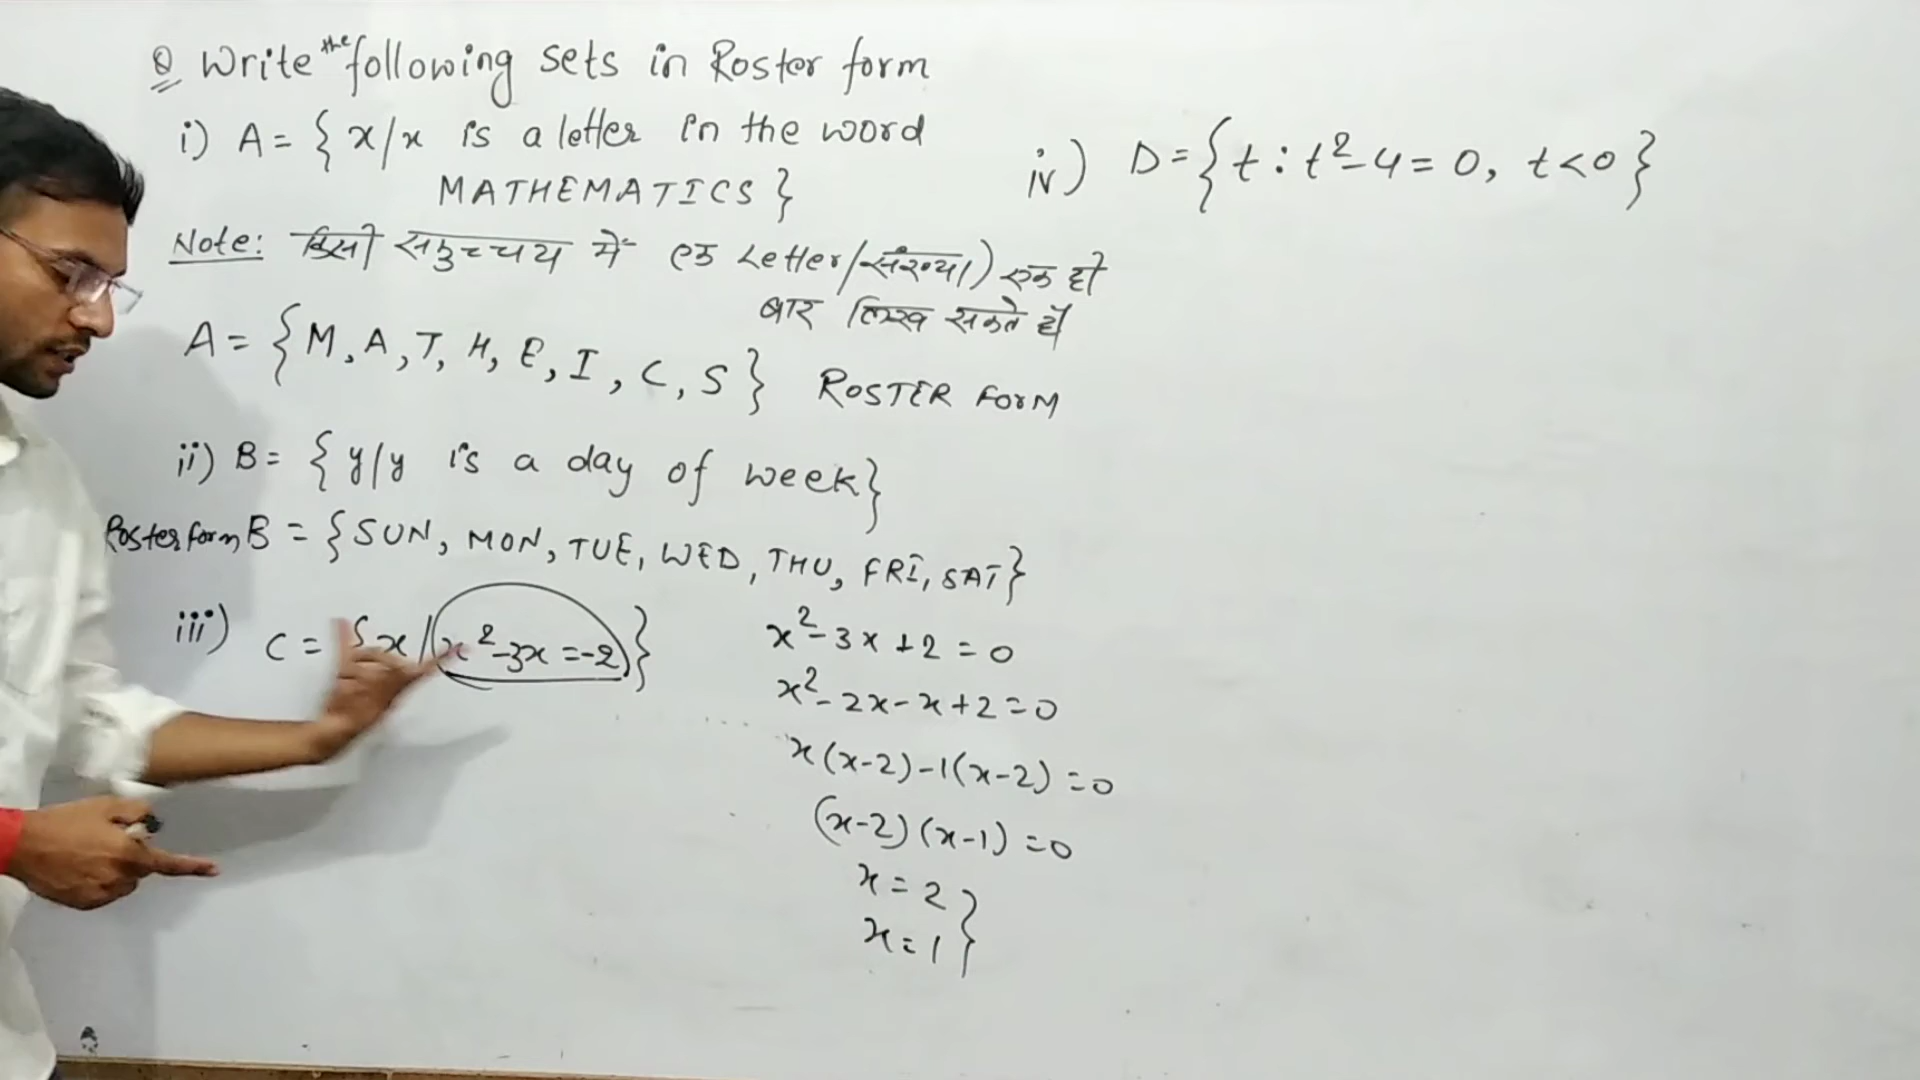 Q Write the following sets in Roster form
i) A = { x/x is a letter in the word
MATHEMATICS }
Note: किसी समुच्चय में एक Letter/संख्या) एक ही
बार लिख सकते हैं
A = { M, A, T, H, E, I, C, S } ROSTER FORM
ii) B = { y/y is a day of week }
Roster form B = { SUN, MON, TUE, WED, THU, FRI, SAT }
iii) C = { x/(x²-3x=-2) }
x²-3x+2=0
x²-2x-x+2=0
x(x-2)-1(x-2)=0
(x-2)(x-1)=0
x=2
x=1 }
iv) D = { t : t²-4=0, t<0 }